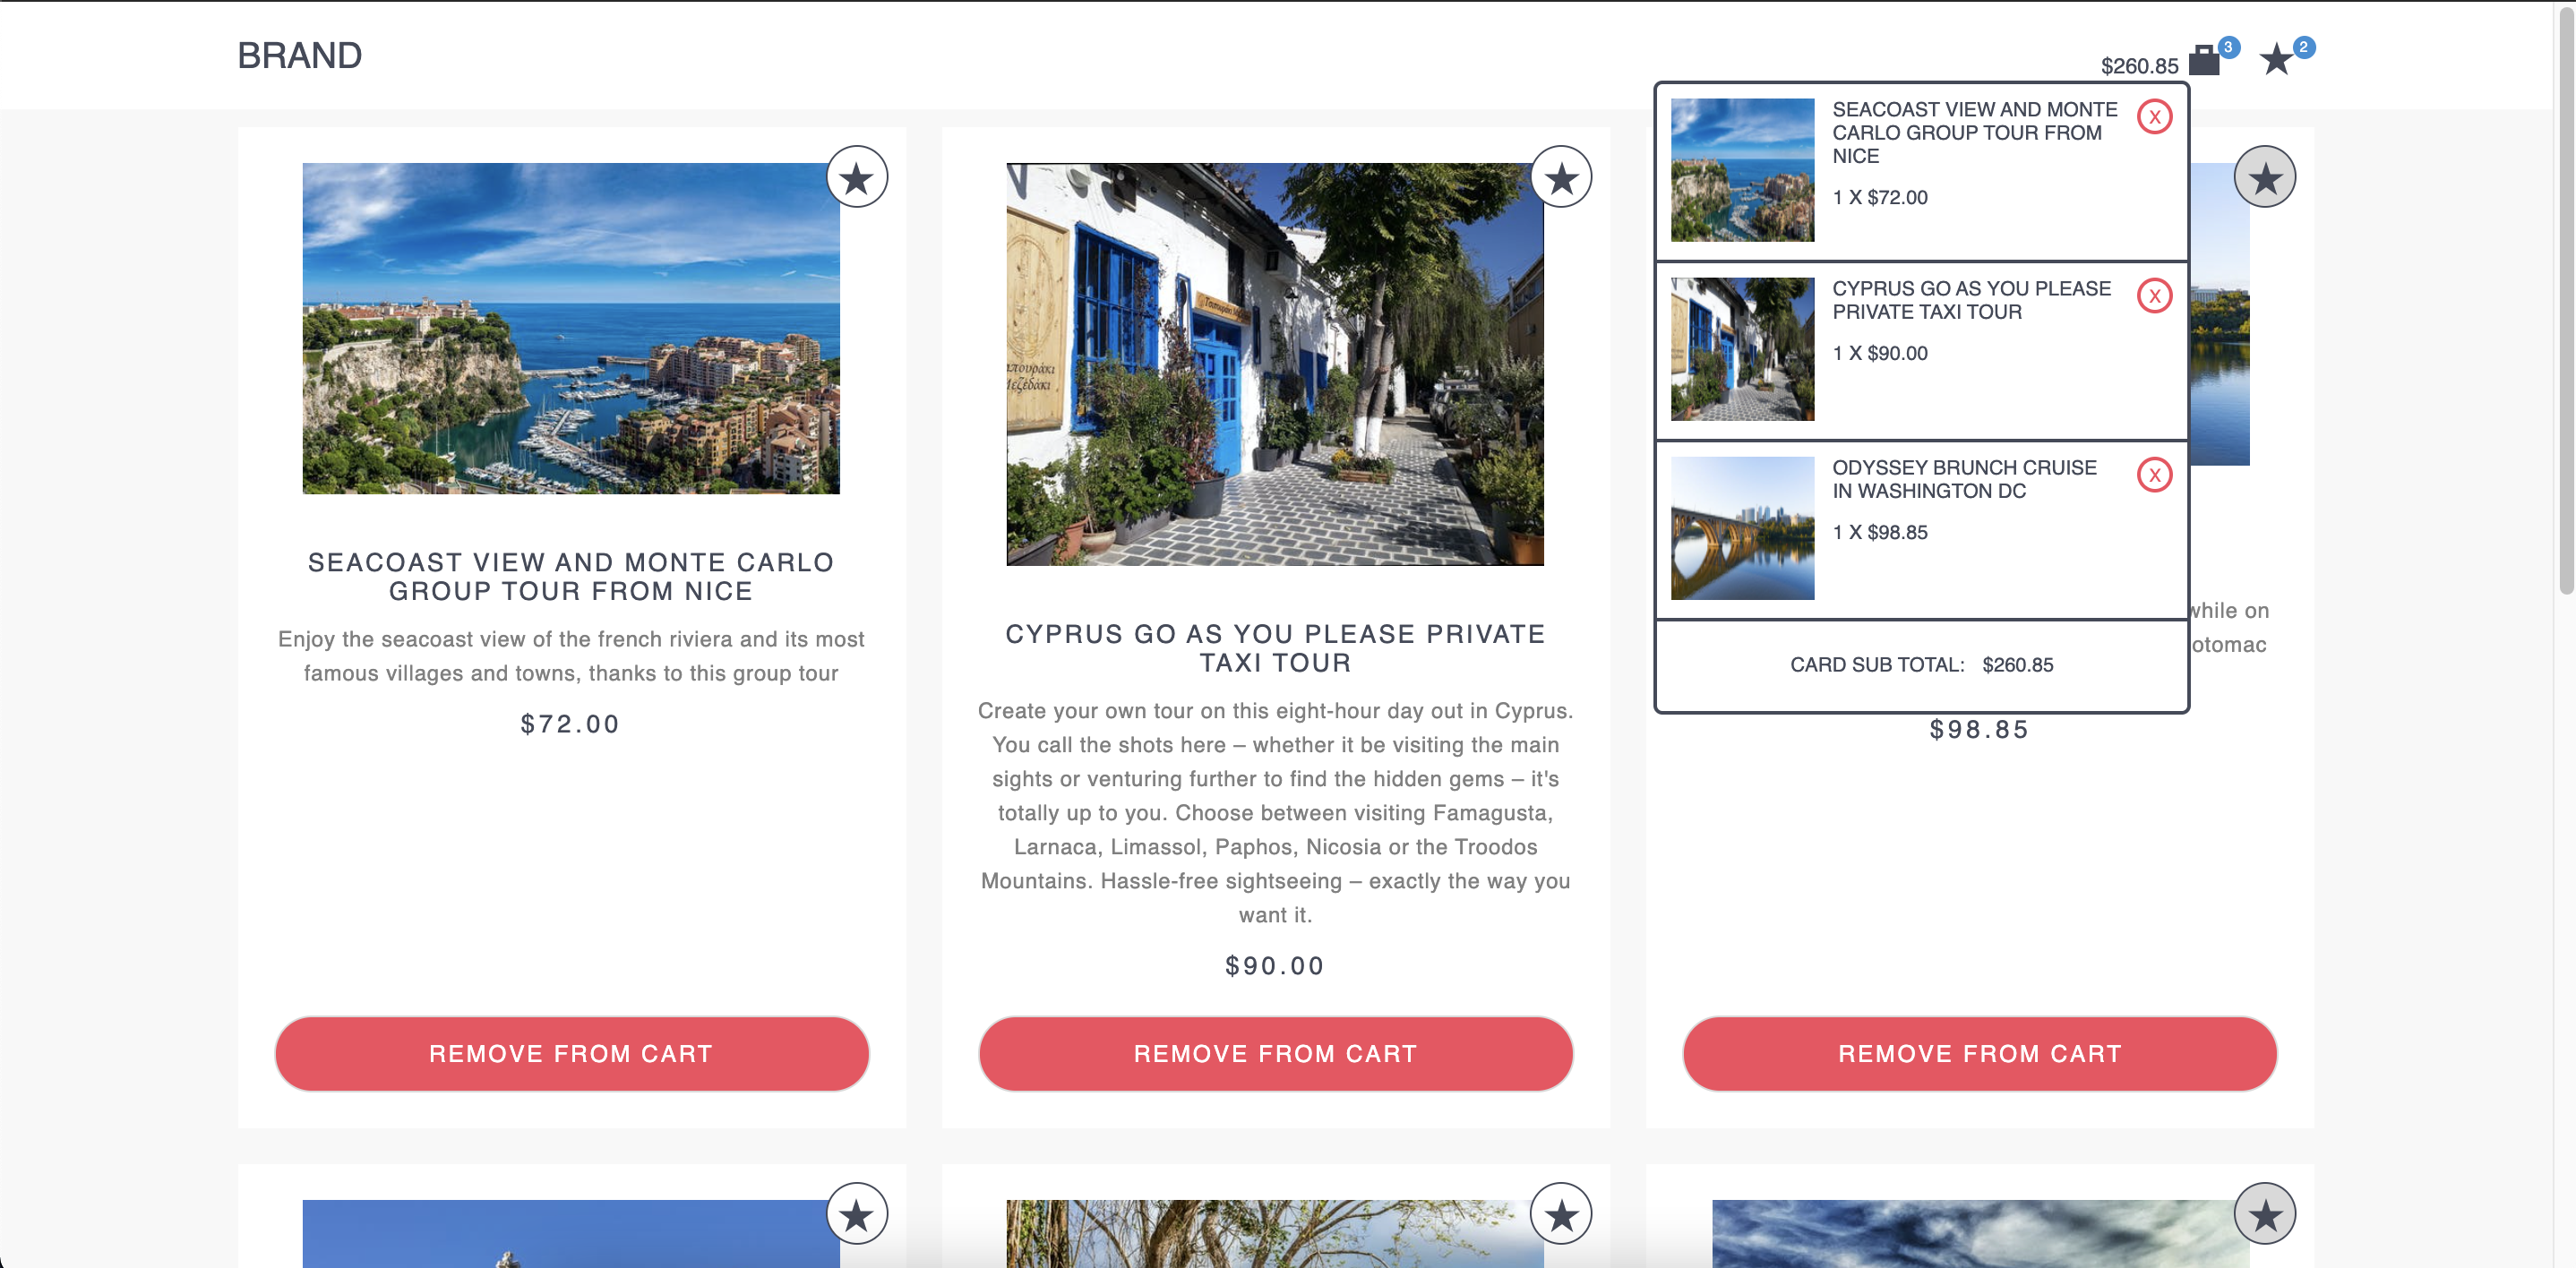 BRAND
$260.85
3
2
SEACOAST VIEW AND MONTE
CARLO GROUP TOUR FROM
NICE
X
1 X $72.00
CYPRUS GO AS YOU PLEASE
PRIVATE TAXI TOUR
X
1 X $90.00
ODYSSEY BRUNCH CRUISE
IN WASHINGTON DC
X
1 X $98.85
CARD SUB TOTAL: $260.85
SEACOAST VIEW AND MONTE CARLO
GROUP TOUR FROM NICE
Enjoy the seacoast view of the french riviera and its most
famous villages and towns, thanks to this group tour
$72.00
REMOVE FROM CART
CYPRUS GO AS YOU PLEASE PRIVATE
TAXI TOUR
Create your own tour on this eight-hour day out in Cyprus.
You call the shots here – whether it be visiting the main
sights or venturing further to find the hidden gems – it's
totally up to you. Choose between visiting Famagusta,
Larnaca, Limassol, Paphos, Nicosia or the Troodos
Mountains. Hassle-free sightseeing – exactly the way you
want it.
$90.00
REMOVE FROM CART
while on
otomac
$98.85
REMOVE FROM CART